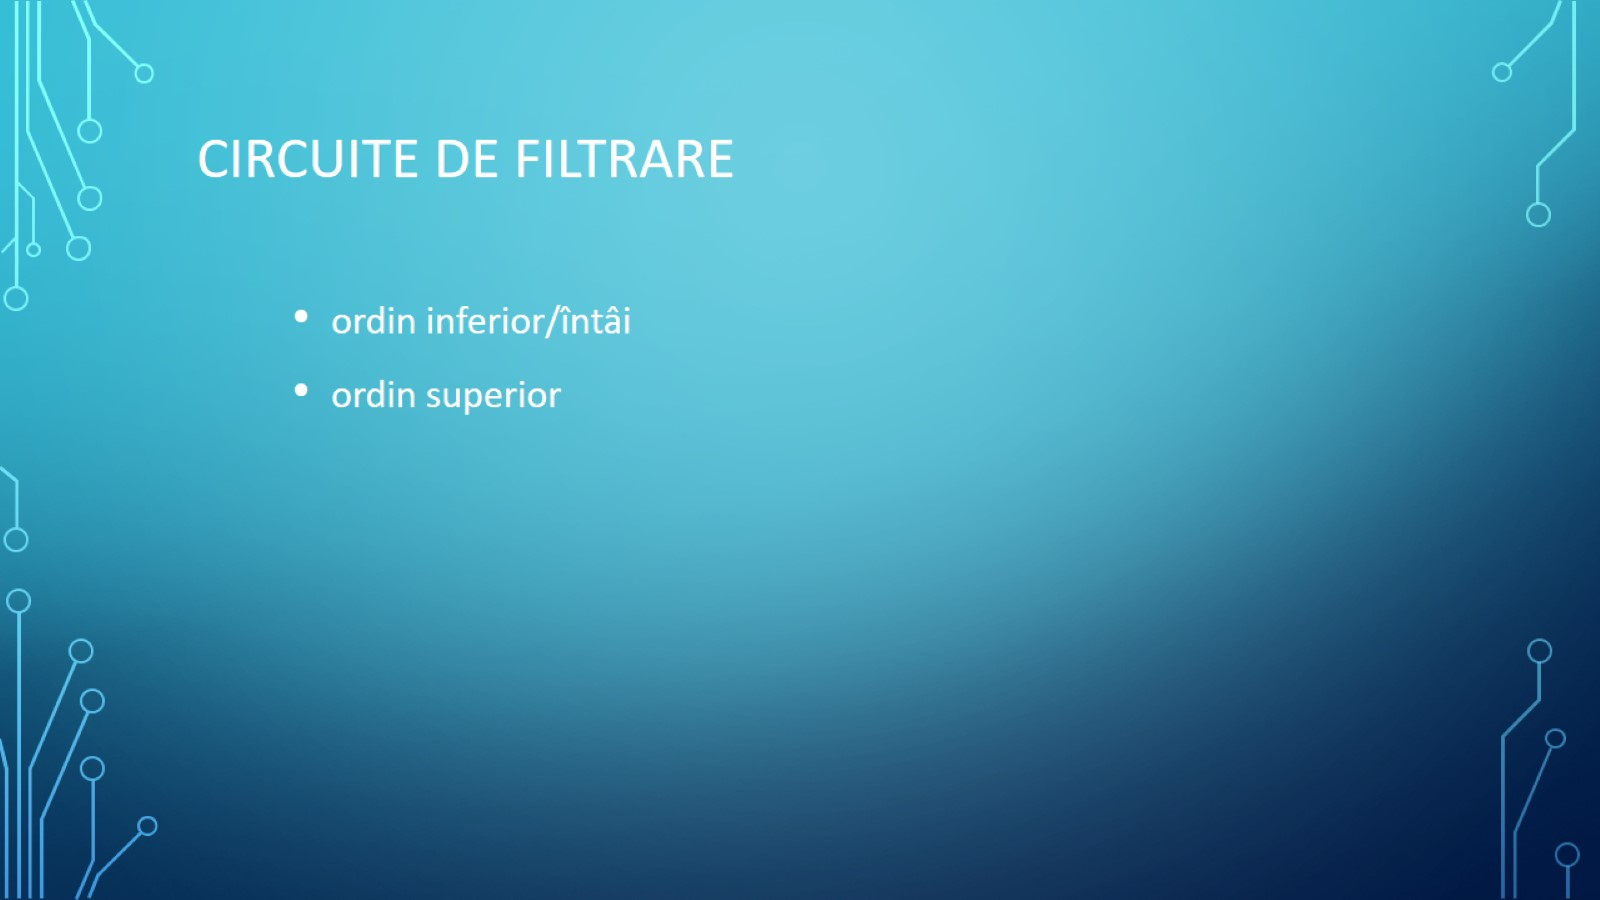 CIRCUITE DE FILTRARE
• ordin inferior/întâi
• ordin superior